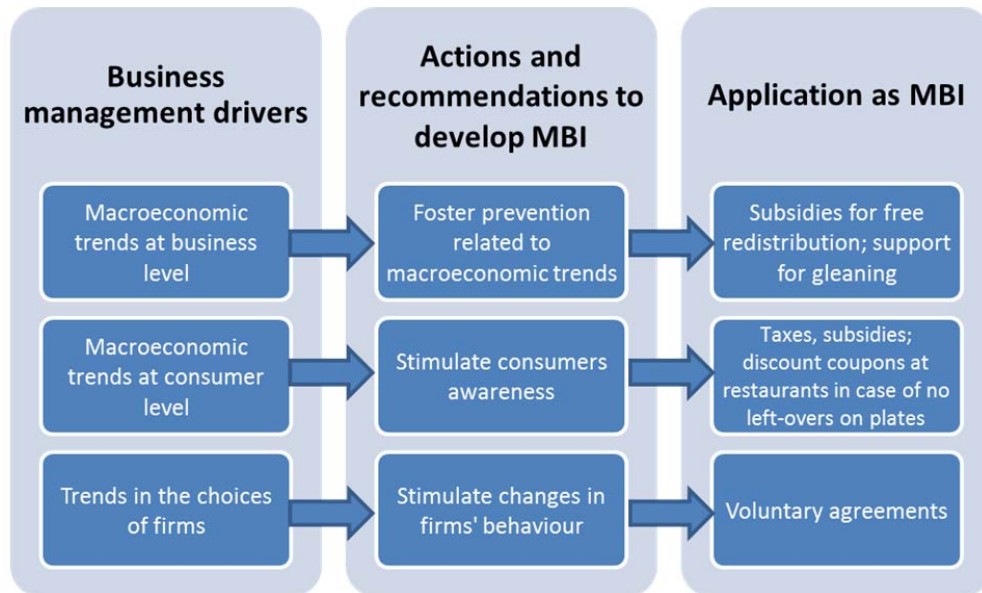 Business
management drivers
Macroeconomic
trends at business
level
Macroeconomic
trends at consumer
level
Trends in the choices
of firms
Actions and
recommendations to
develop MBI
Foster prevention
related to
macroeconomic trends
Stimulate consumers
awareness
Stimulate changes in
firms' behaviour
Application as MBI
Subsidies for free
redistribution; support
for gleaning
Taxes, subsidies;
discount coupons at
restaurants in case of no
left-overs on plates
Voluntary agreements